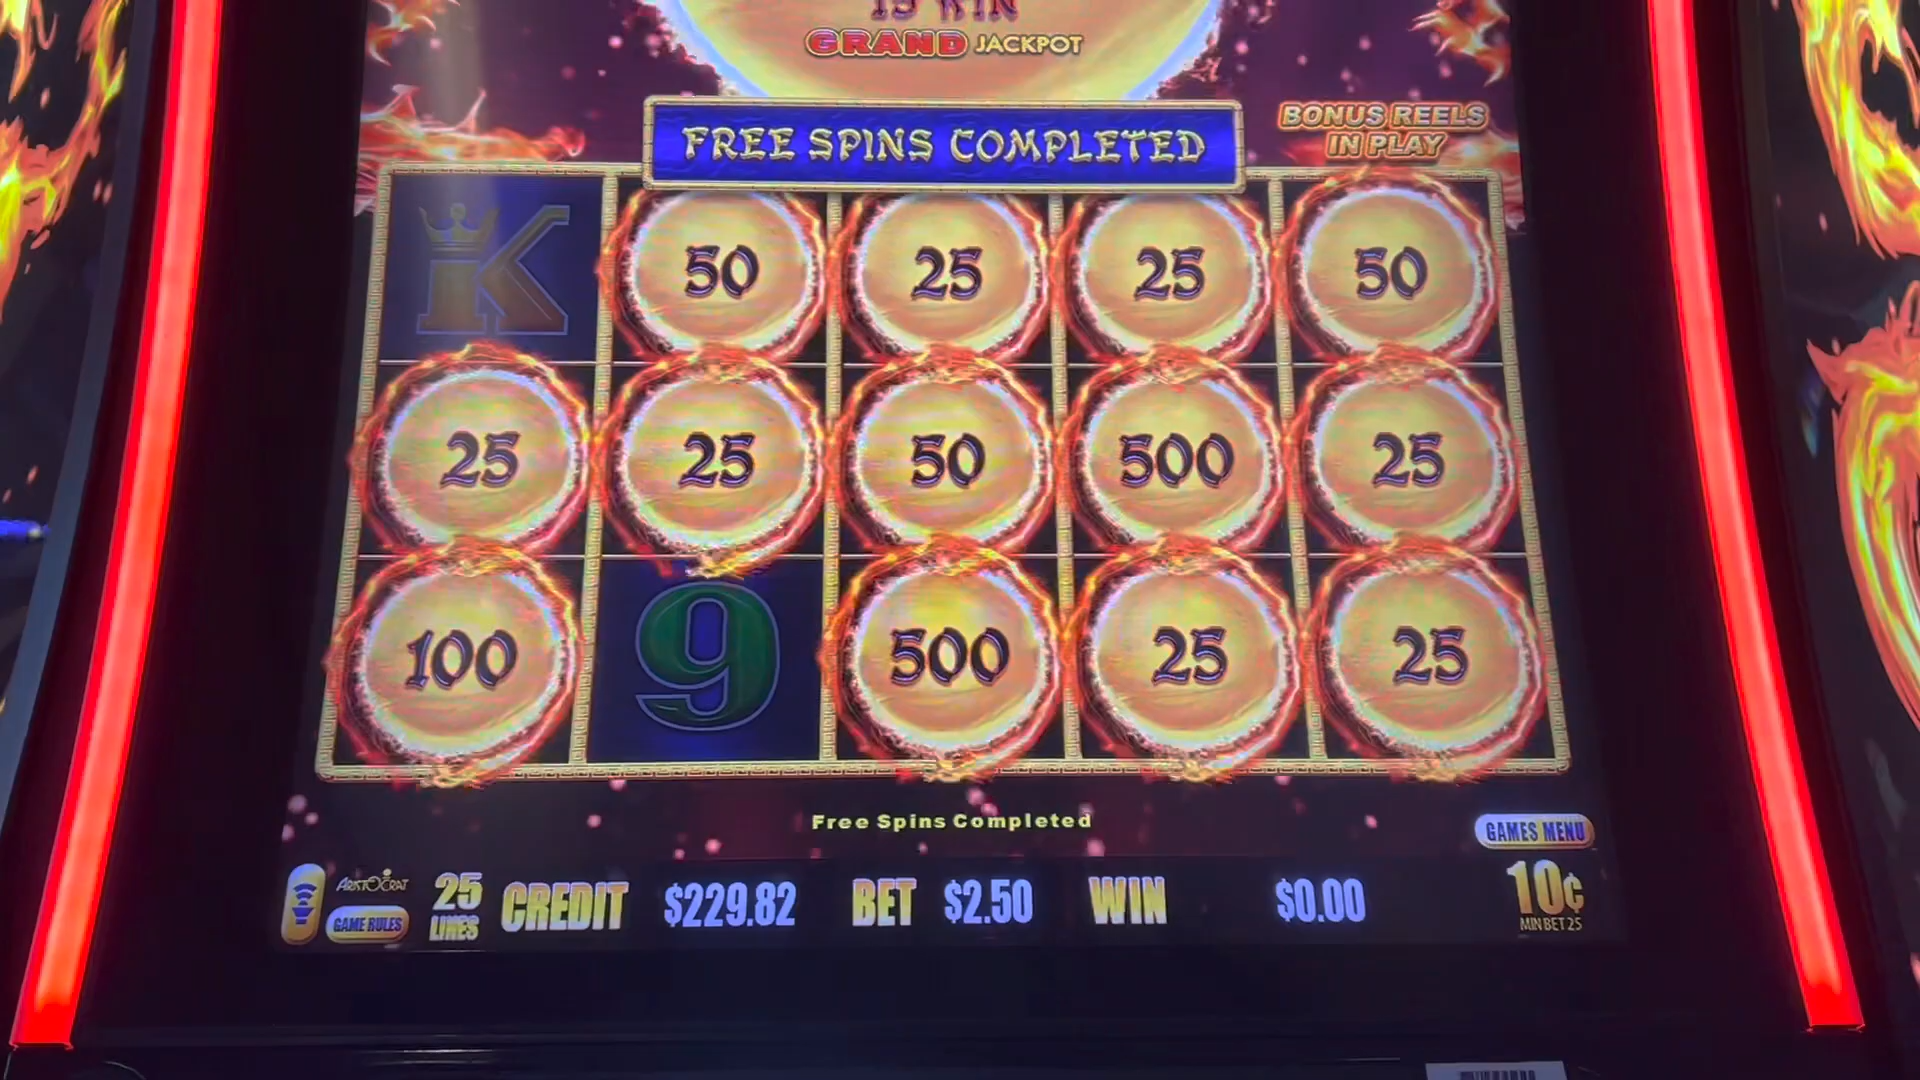 15 WIN
GRAND JACKPOT
FREE SPINS COMPLETED
BONUS REELS
IN PLAY
K 50 25 25 50
25 25 50 500 25
100 9 500 25 25
Free Spins Completed
GAMES MENU
ARISTOCRAT
GAME RULES
25
LINES
CREDIT $229.82 BET $2.50 WIN $0.00
10¢
MIN BET 25